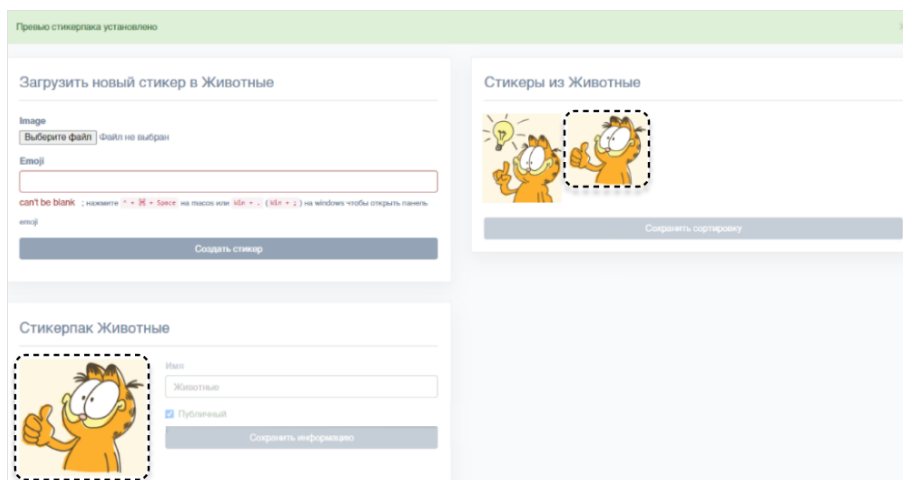 Превью стикерпака установлено
Загрузить новый стикер в Животные
Image
Выберите файл Файл не выбран
Emoji
can't be blank ; нажмите ^ + ⌘ + Space на macos или Win + . ( Win + ; ) на windows чтобы открыть панель
emoji
Создать стикер
Стикеры из Животные
Сохранить сортировку
Стикерпак Животные
Имя
Животные
Публичный
Сохранить информацию